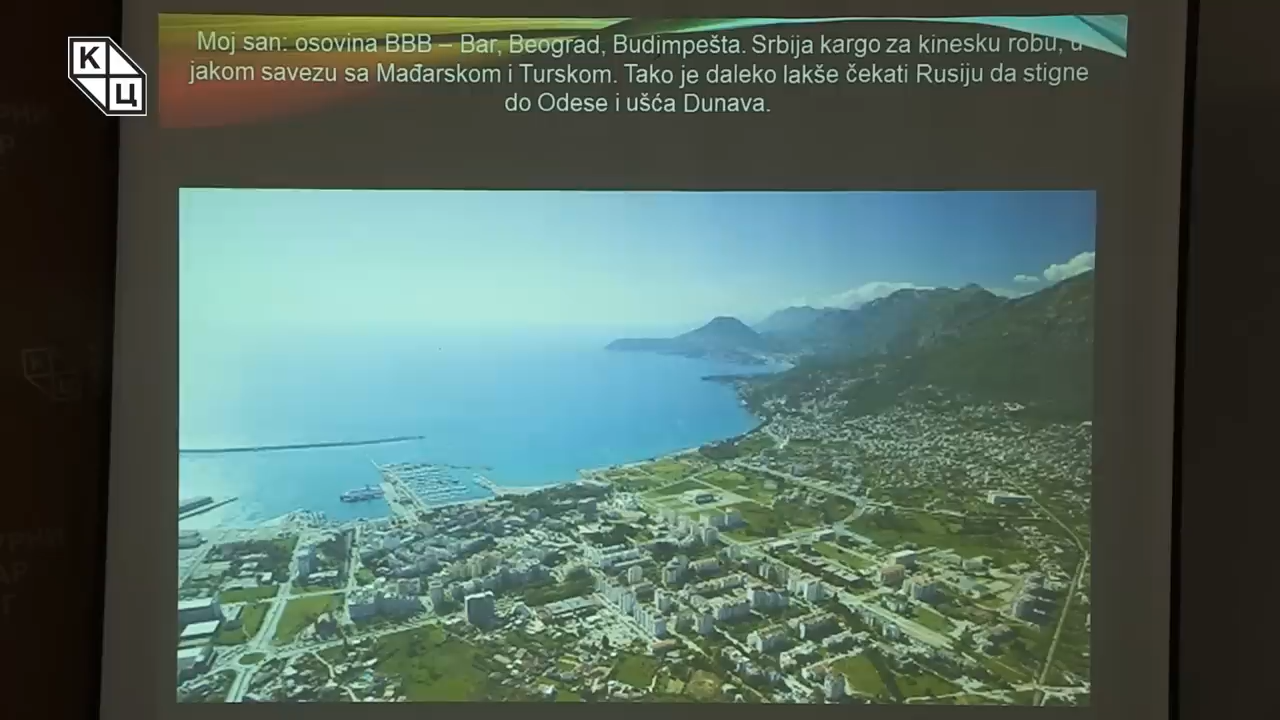 К
Ц
Moj san: osovina BBB – Bar, Beograd, Budimpešta. Srbija kargo za kinesku robu, u
jakom savezu sa Mađarskom i Turskom. Tako je daleko lakše čekati Rusiju da stigne
do Odese i ušća Dunava.